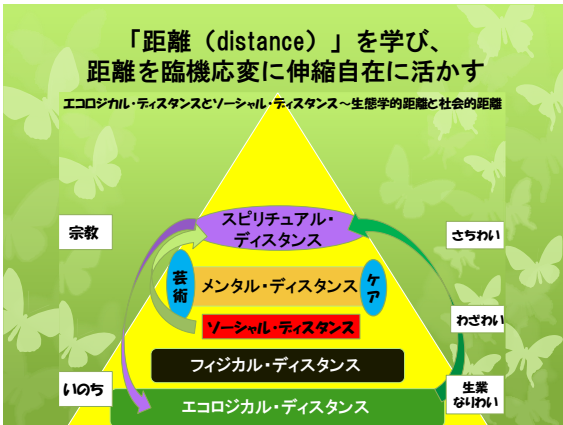 「距離（distance）」を学び、
距離を臨機応変に伸縮自在に活かす
エコロジカル・ディスタンスとソーシャル・ディスタンス～生態学的距離と社会的距離
スピリチュアル・
ディスタンス
宗教
さちわい
芸術
メンタル・ディスタンス
ケア
ソーシャル・ディスタンス
わざわい
フィジカル・ディスタンス
いのち
生業
なりわい
エコロジカル・ディスタンス